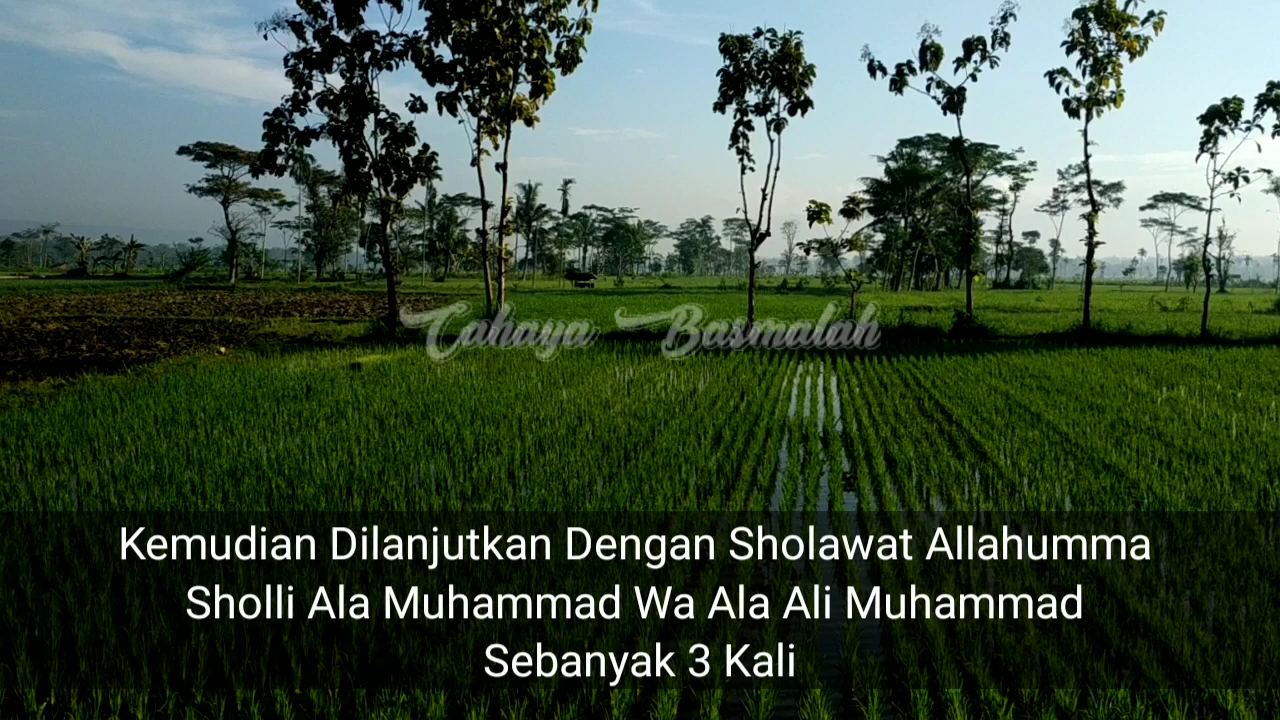 Cahaya Basmalah
Kemudian Dilanjutkan Dengan Sholawat Allahumma
Sholli Ala Muhammad Wa Ala Ali Muhammad
Sebanyak 3 Kali